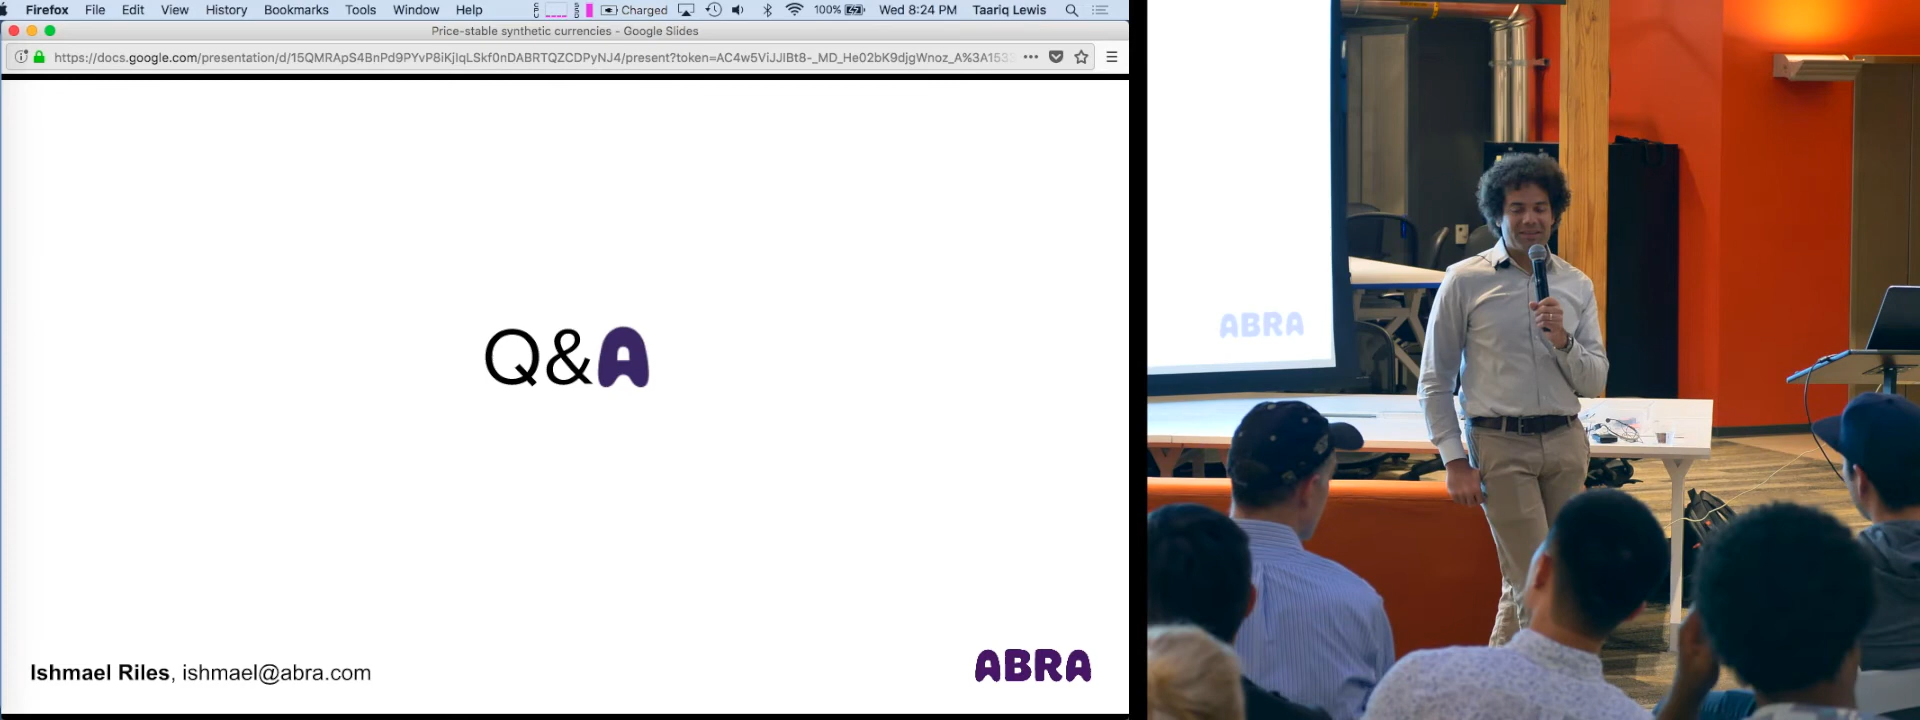 Firefox File Edit View History Bookmarks Tools Window Help Charged 100% Wed 8:24 PM Taariq Lewis
Price-stable synthetic currencies - Google Slides
https://docs.google.com/presentation/d/15QMRApS4BnPd9PYvP8iKjIqLSkf0nDABRTQZCDPyNJ4/present?token=AC4w5ViJJIBt8-_MD_He02bK9djgWnoz_A%3A153
Q&A
Ishmael Riles, ishmael@abra.com
ABRA
ABRA